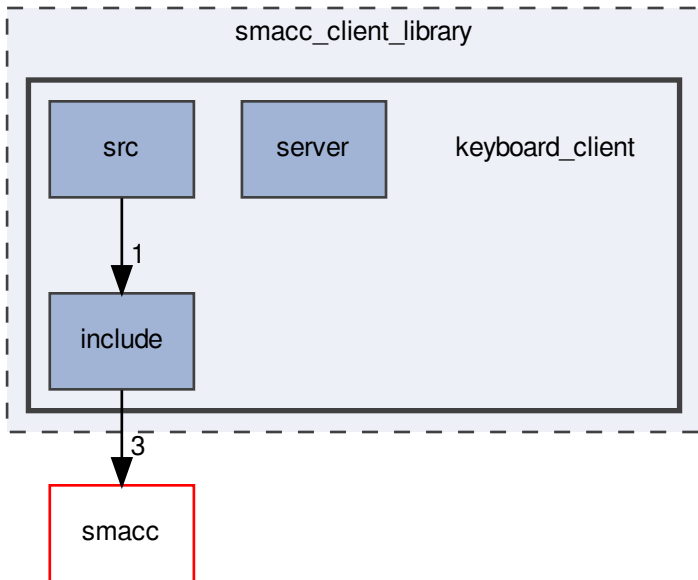 smacc_client_library
src
server
keyboard_client
1
include
3
smacc